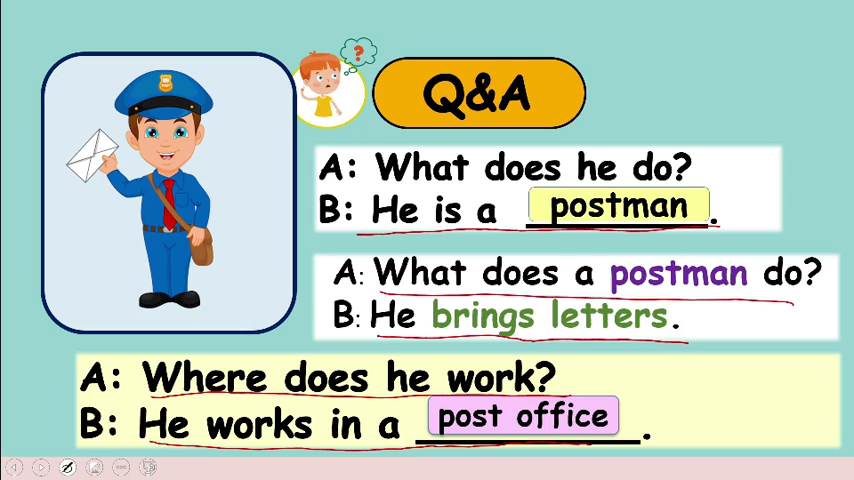 Q&A
A: What does he do?
B: He is a postman.
A: What does a postman do?
B: He brings letters.
A: Where does he work?
B: He works in a post office.